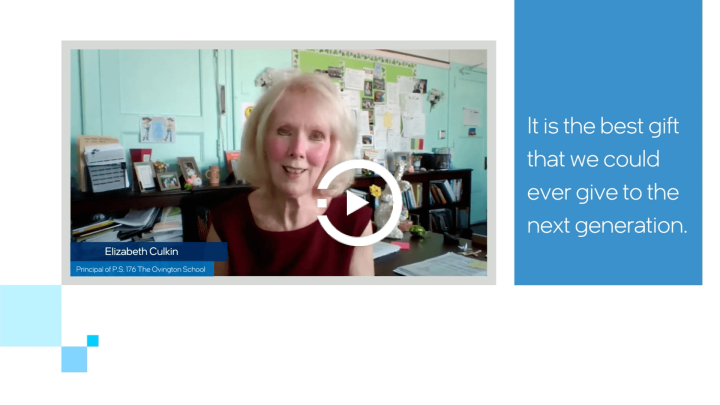 Elizabeth Culkin
Principal of P.S. 176 The Ovington School
It is the best gift
that we could
ever give to the
next generation.